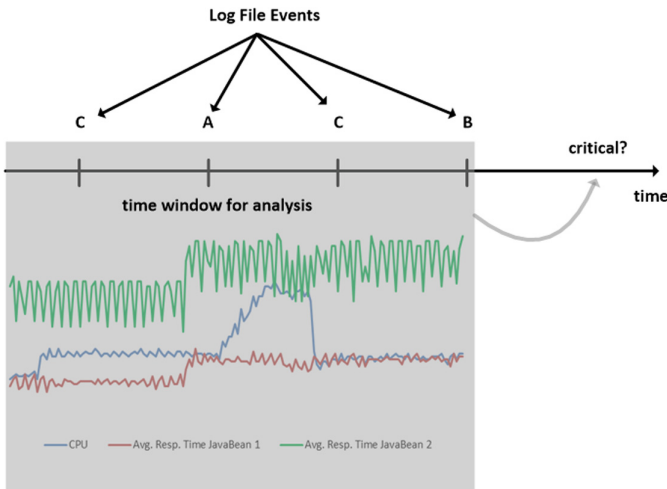 Log File Events
C A C B
critical?
time
time window for analysis
CPU Avg. Resp. Time JavaBean 1 Avg. Resp. Time JavaBean 2